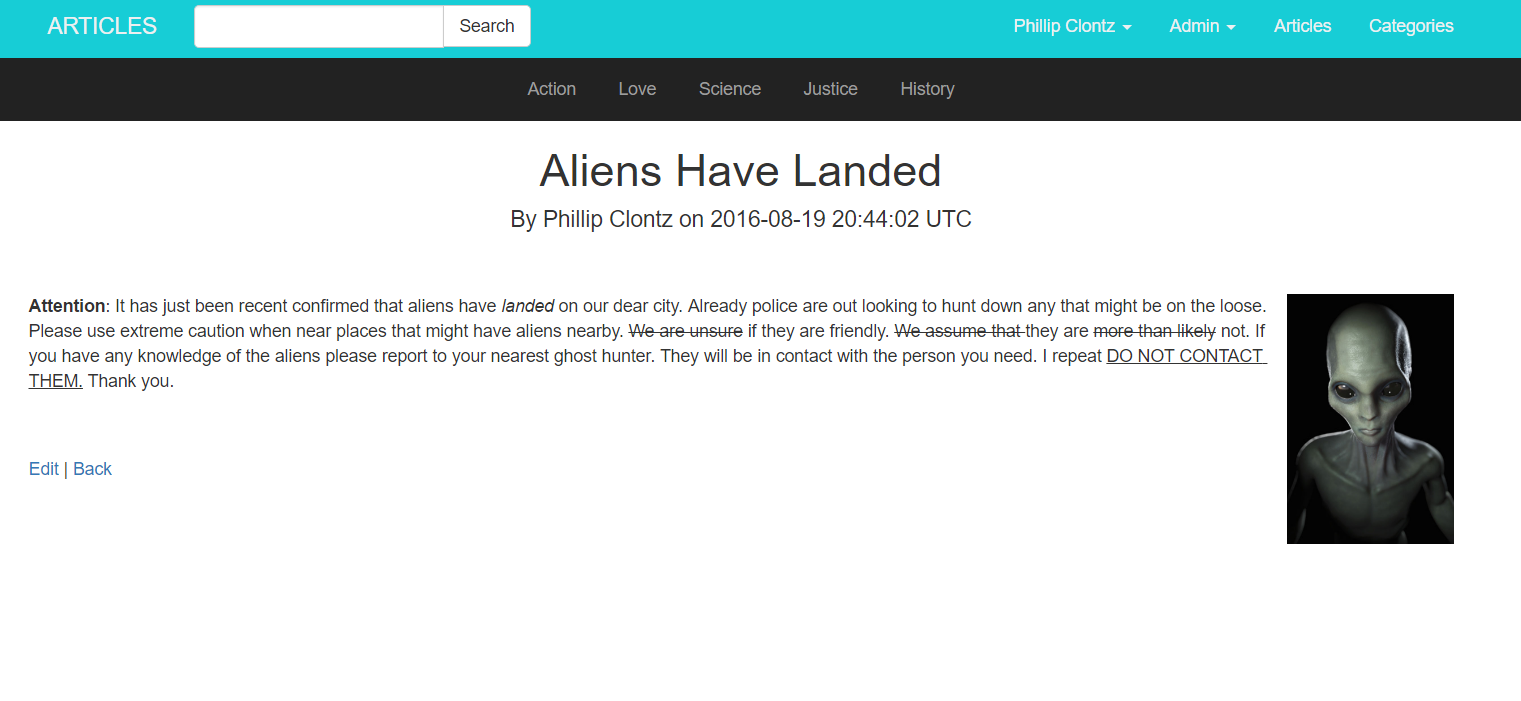 ARTICLES Search Phillip Clontz Admin Articles Categories
Action Love Science Justice History
Aliens Have Landed
By Phillip Clontz on 2016-08-19 20:44:02 UTC
Attention: It has just been recent confirmed that aliens have landed on our dear city. Already police are out looking to hunt down any that might be on the loose.
Please use extreme caution when near places that might have aliens nearby. We are unsure if they are friendly. We assume that they are more than likely not. If
you have any knowledge of the aliens please report to your nearest ghost hunter. They will be in contact with the person you need. I repeat DO NOT CONTACT
THEM. Thank you.
Edit | Back